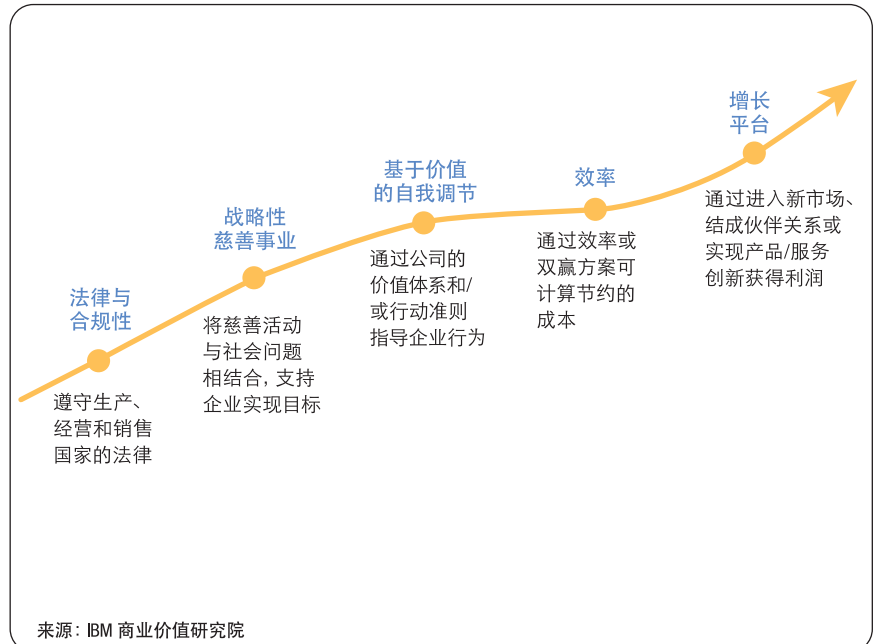 法律与
合规性
遵守生产、
经营和销售
国家的法律
战略性
慈善事业
将慈善活动
与社会问题
相结合, 支持
企业实现目标
基于价值
的自我调节
通过公司的
价值体系和/
或行动准则
指导企业行为
效率
通过效率或
双赢方案可
计算节约的
成本
增长
平台
通过进入新市场、
结成伙伴关系或
实现产品/服务
创新获得利润
来源: IBM 商业价值研究院